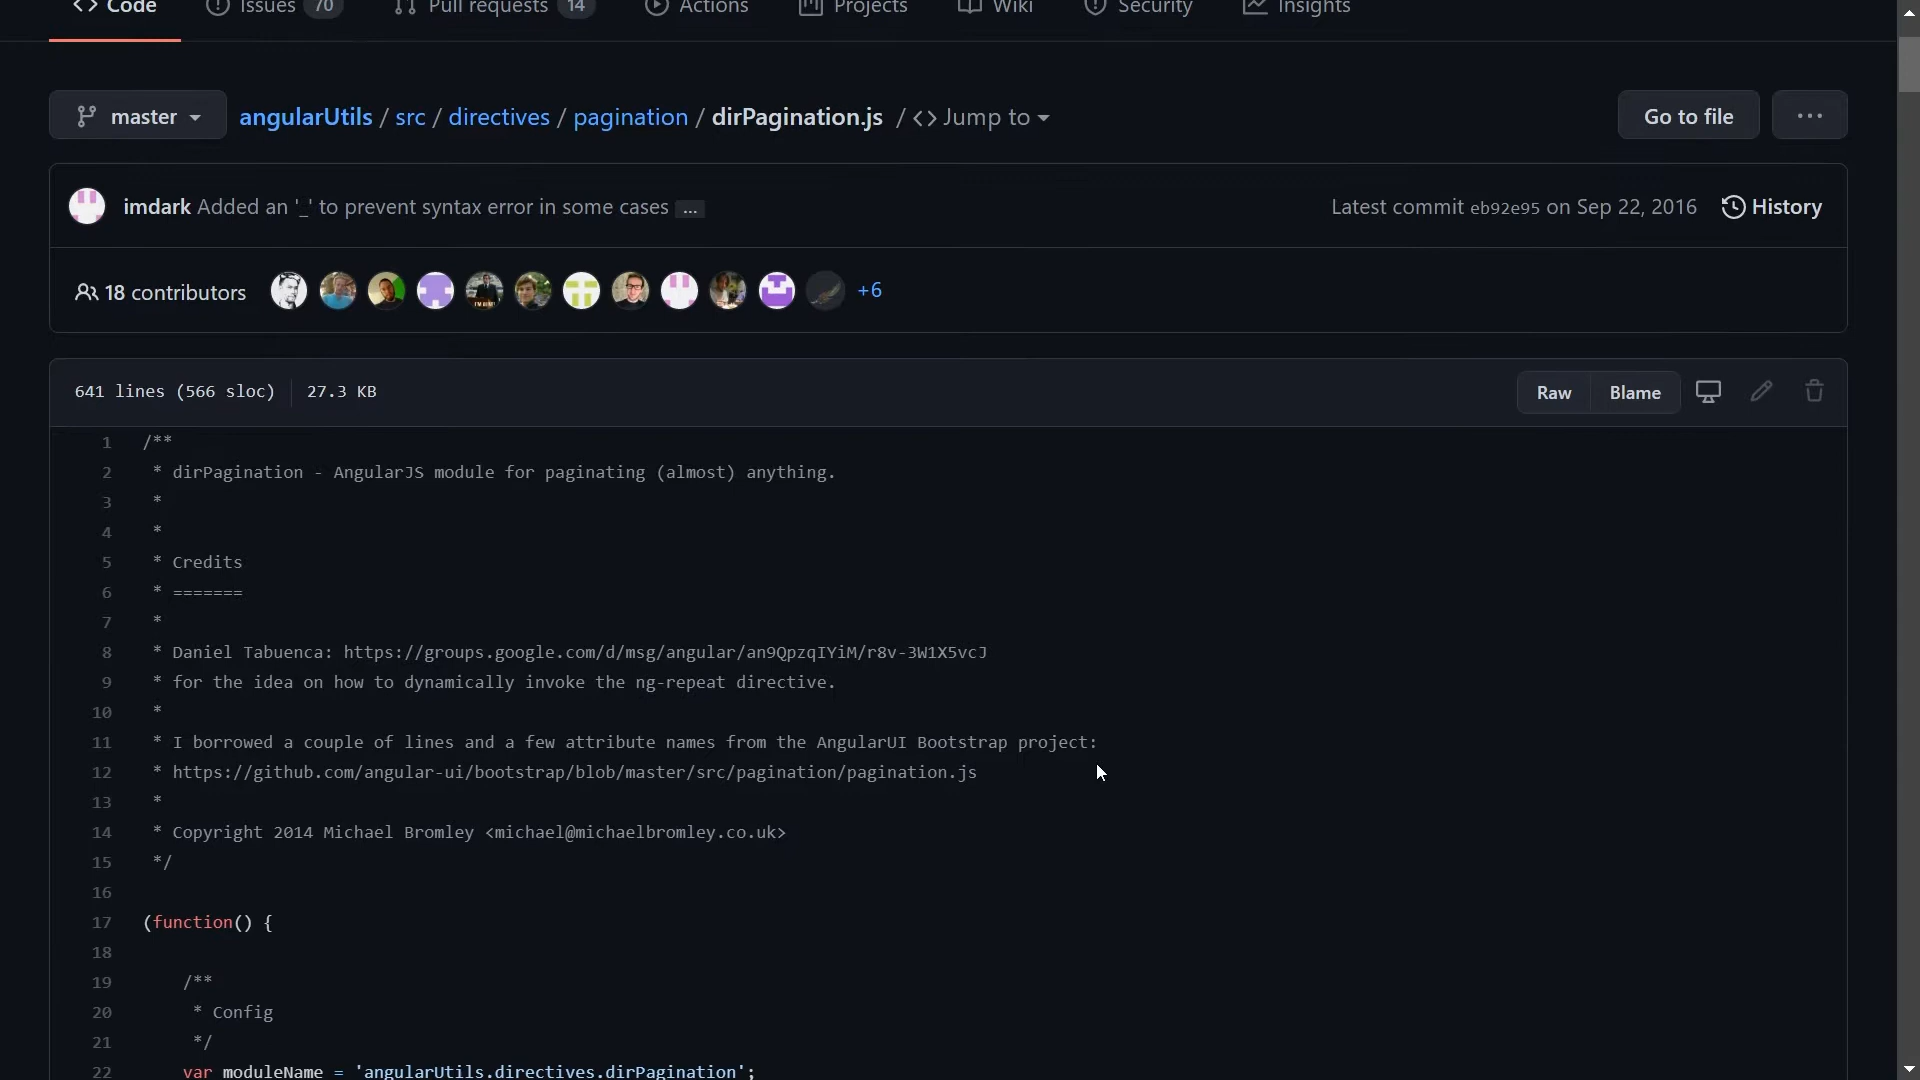 Code Issues 70 Pull requests 14 Actions Projects Wiki Security Insights
master angularUtils / src / directives / pagination / dirPagination.js / <> Jump to Go to file ...
imdark Added an '_' to prevent syntax error in some cases ... Latest commit eb92e95 on Sep 22, 2016 History
18 contributors +6
641 lines (566 sloc) 27.3 KB Raw Blame
1 /**
2 * dirPagination - AngularJS module for paginating (almost) anything.
3 *
4 *
5 * Credits
6 * =======
7 *
8 * Daniel Tabuenca: https://groups.google.com/d/msg/angular/an9QpzqIYiM/r8v-3W1X5vcJ
9 * for the idea on how to dynamically invoke the ng-repeat directive.
10 *
11 * I borrowed a couple of lines and a few attribute names from the AngularUI Bootstrap project:
12 * https://github.com/angular-ui/bootstrap/blob/master/src/pagination/pagination.js
13 *
14 * Copyright 2014 Michael Bromley <michael@michaelbromley.co.uk>
15 */
16
17 (function() {
18
19 /**
20 * Config
21 */
22 var moduleName = 'angularUtils.directives.dirPagination';